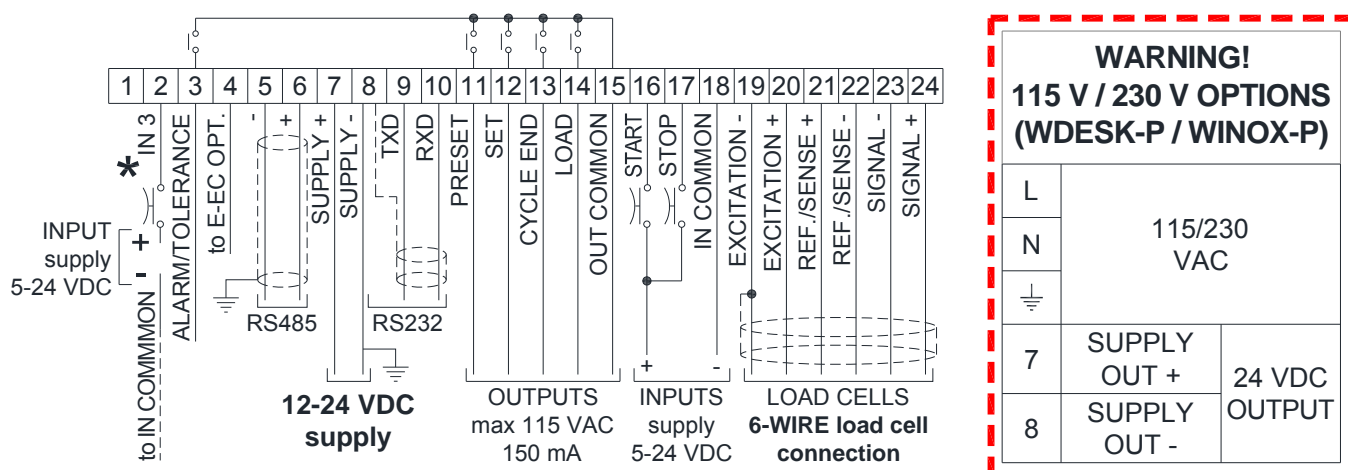 1 2 3 4 5 6 7 8 9 10 11 12 13 14 15 16 17 18 19 20 21 22 23 24
*
IN 3
ALARM/TOLERANCE
to E-EC OPT.
-
+
SUPPLY +
SUPPLY -
TXD
RXD
PRESET
SET
CYCLE END
LOAD
OUT COMMON
START
STOP
IN COMMON
EXCITATION -
EXCITATION +
REF./SENSE +
REF./SENSE -
SIGNAL -
SIGNAL +
INPUT
supply
5-24 VDC
+
-
to IN COMMMON
RS485
RS232
12-24 VDC
supply
OUTPUTS
max 115 VAC
150 mA
+ -
INPUTS
supply
5-24 VDC
LOAD CELLS
6-WIRE load cell
connection
WARNING!
115 V / 230 V OPTIONS
(WDESK-P / WINOX-P)
L
N
115/230
VAC
7
SUPPLY
OUT +
8
SUPPLY
OUT -
24 VDC
OUTPUT